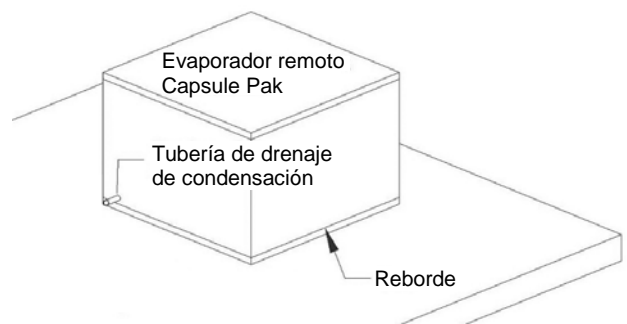 Evaporador remoto
Capsule Pak
Tubería de drenaje
de condensación
Reborde